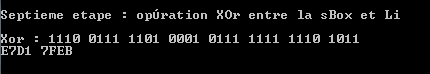 Septieme etape : opÚration XOr entre la sBox et Li
Xor : 1110 0111 1101 0001 0111 1111 1110 1011
E7D1 7FEB